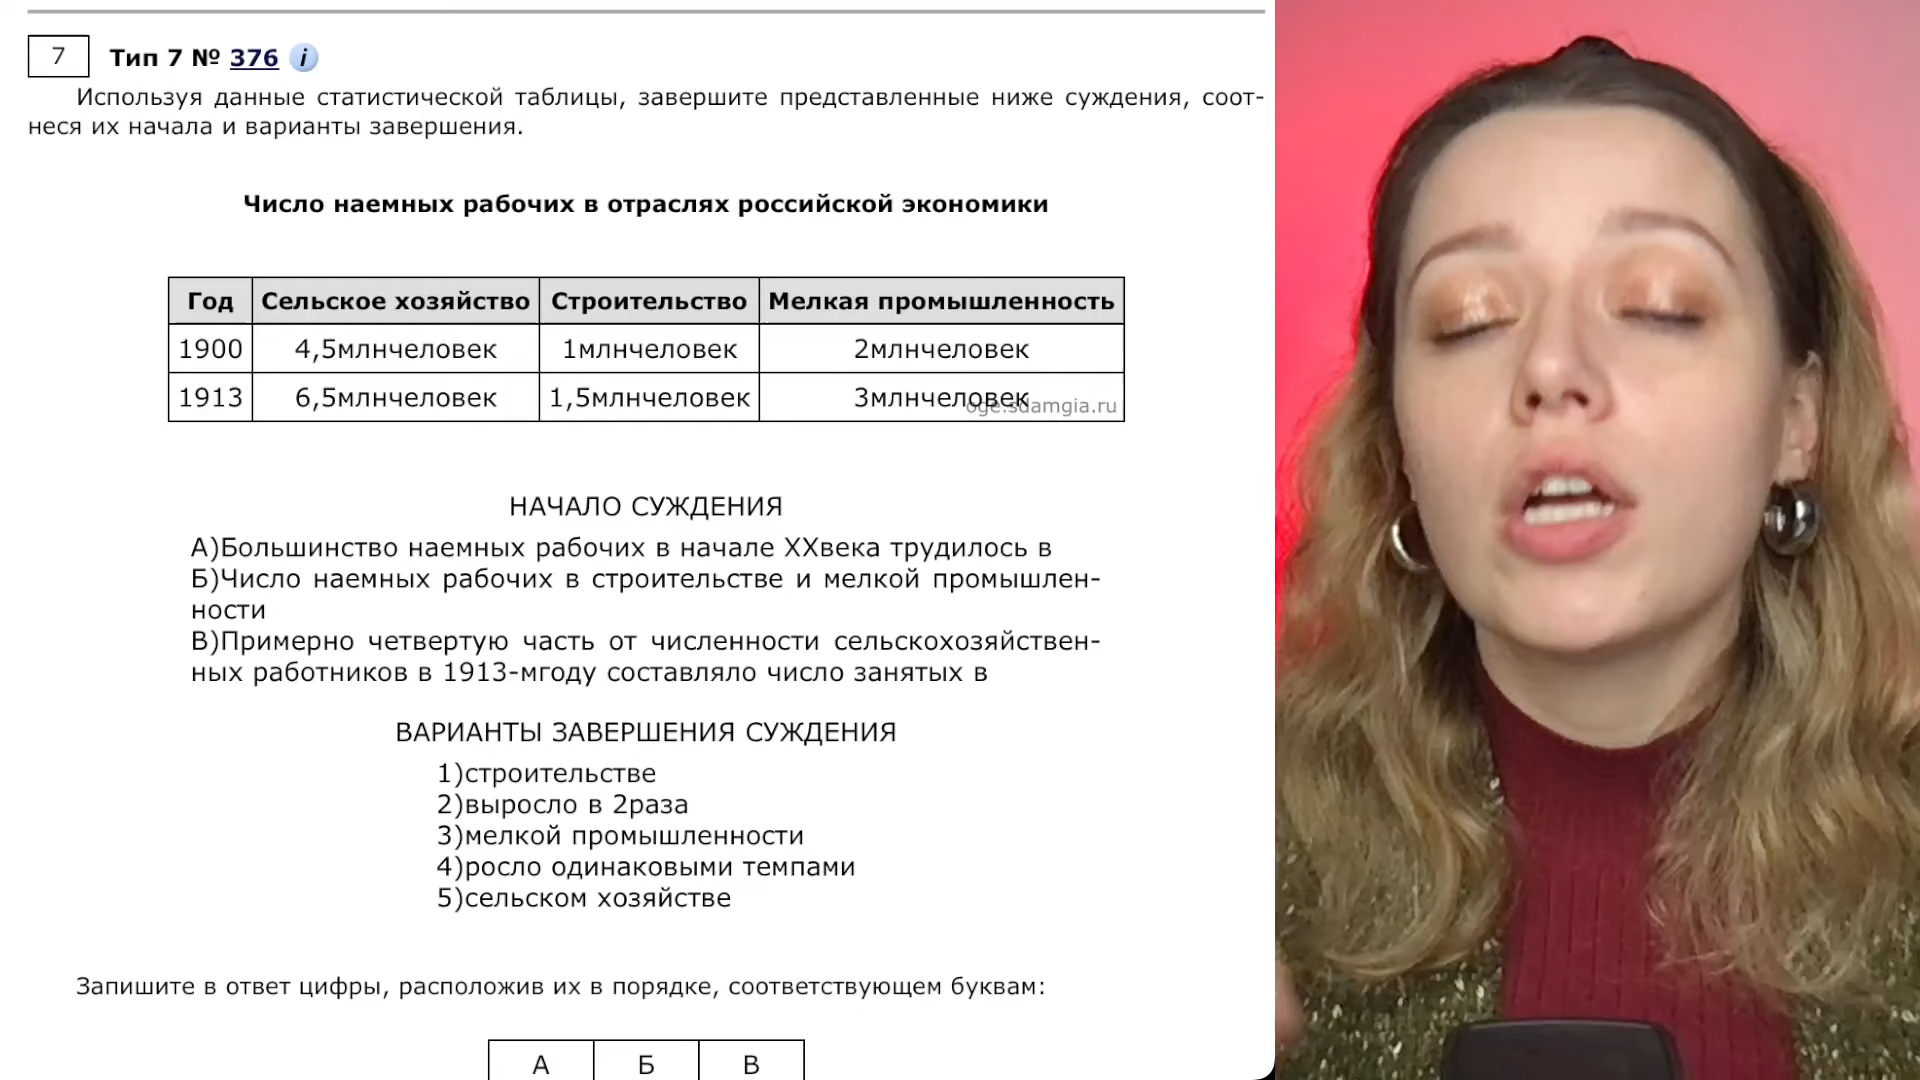 7 Тип 7 № 376 i
Используя данные статистической таблицы, завершите представленные ниже суждения, соот-
неся их начала и варианты завершения.
Число наемных рабочих в отраслях российской экономики
Год Сельское хозяйство Строительство Мелкая промышленность
1900 4,5млнчеловек 1млнчеловек 2млнчеловек
1913 6,5млнчеловек 1,5млнчеловек 3млнчеловек
oge.sdamgia.ru
НАЧАЛО СУЖДЕНИЯ
А)Большинство наемных рабочих в начале XXвека трудилось в
Б)Число наемных рабочих в строительстве и мелкой промышлен-
ности
В)Примерно четвертую часть от численности сельскохозяйствен-
ных работников в 1913-мгоду составляло число занятых в
ВАРИАНТЫ ЗАВЕРШЕНИЯ СУЖДЕНИЯ
1)строительстве
2)выросло в 2раза
3)мелкой промышленности
4)росло одинаковыми темпами
5)сельском хозяйстве
Запишите в ответ цифры, расположив их в порядке, соответствующем буквам:
А Б В